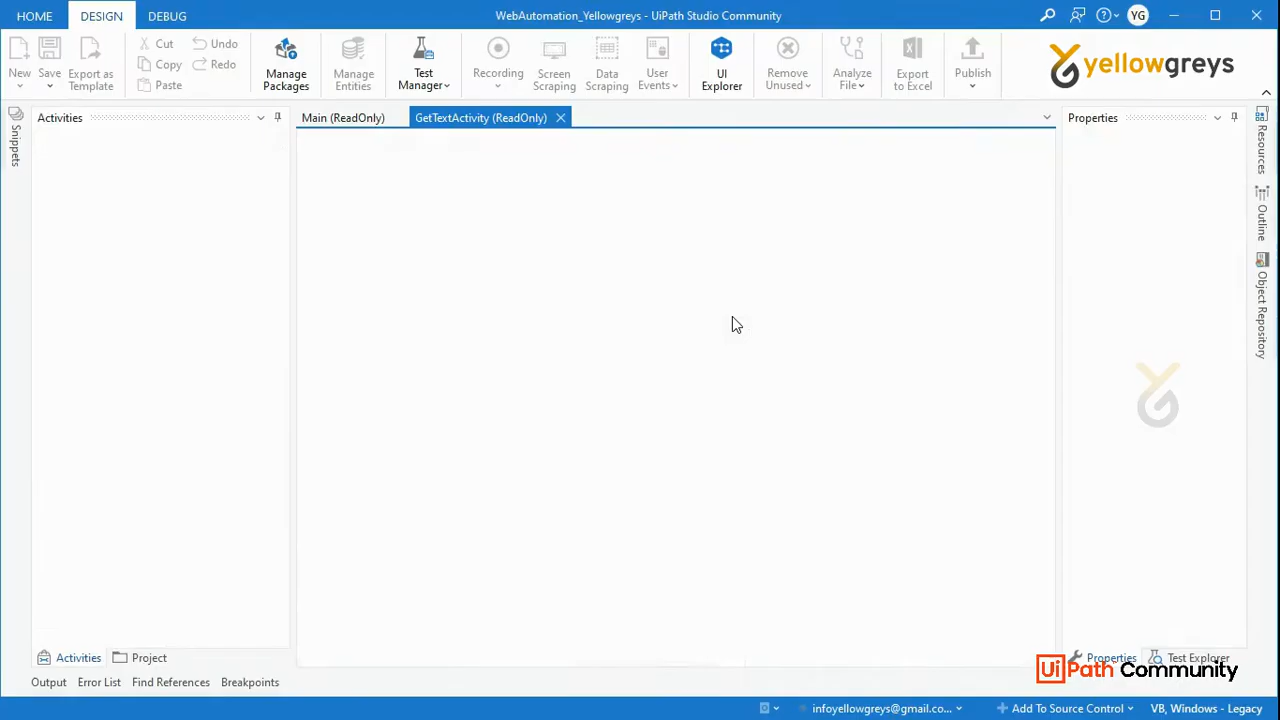 HOME DESIGN DEBUG WebAutomation_Yellowgreys - UiPath Studio Community YG
New Save Export as Template Cut Copy Paste Undo Redo Manage Packages Manage Entities Test Manager Recording Screen Scraping Data Scraping User Events UI Explorer Remove Unused Analyze File Export to Excel Publish yellowgreys
Snippets
Activities
Main (ReadOnly) GetTextActivity (ReadOnly)
Properties
Resources
Outline
Object Repository
Activities Project
Properties Test Explorer
UiPath Community
Output Error List Find References Breakpoints
infoyellowgreys@gmail.co... Add To Source Control VB, Windows - Legacy